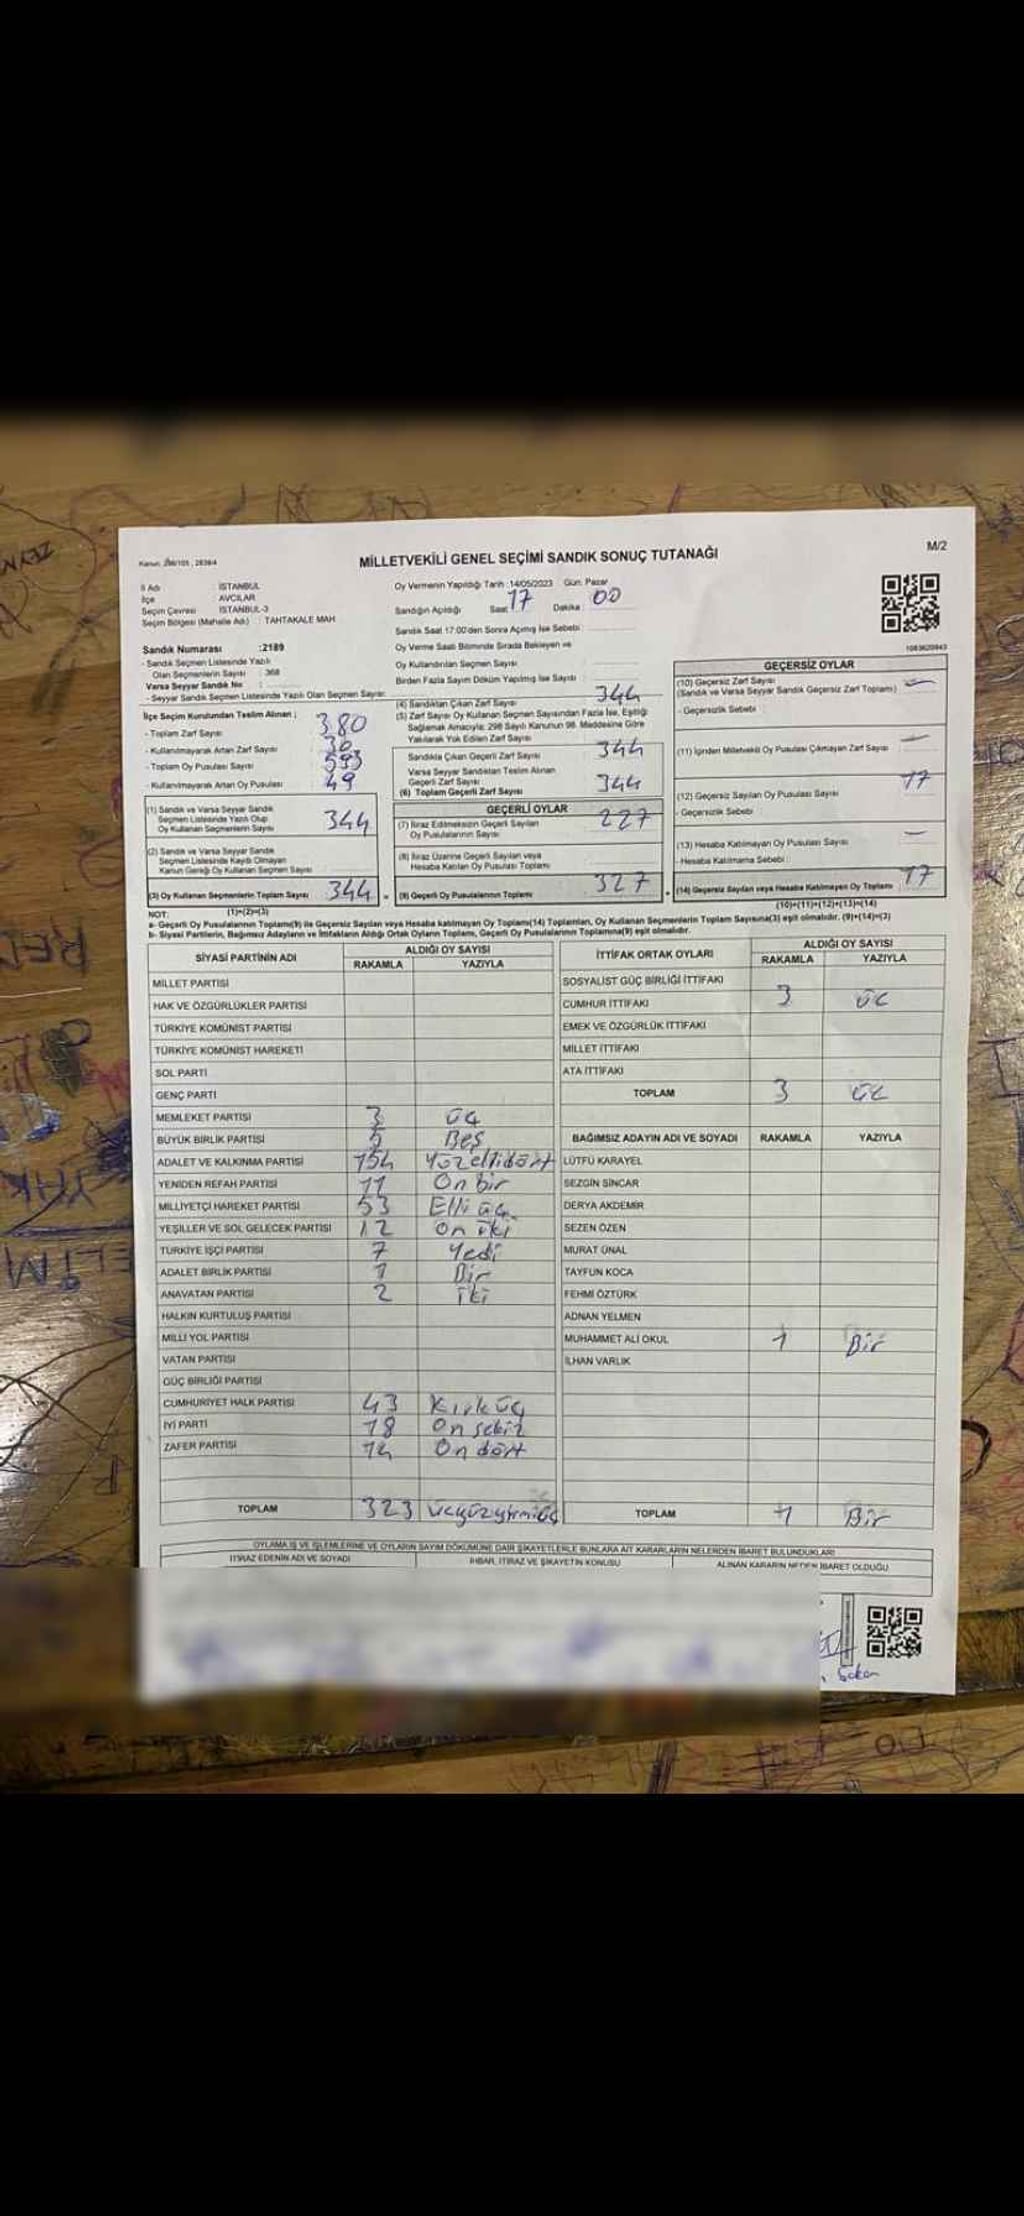 M/2
MİLLETVEKİLİ GENEL SEÇİMİ SANDIK SONUÇ TUTANAĞI
İl Adı : İSTANBUL
İlçe : AVCILAR
Seçim Çevresi : İSTANBUL-3
Seçim Bölgesi (Mahalle Adı) : TAHTAKALE MAH
Oy Vermenin Yapıldığı Tarih :14/05/2023 Gün: Pazar
Sandığın Açıldığı Saat: 17 Dakika: 00
Sandık Saat 17:00'den Sonra Açılmış İse Sebebi :
Sandık Numarası :2189
- Sandık Seçmen Listesinde Yazılı
Olan Seçmenlerin Sayısı : 368
Varsa Seyyar Sandık No :
- Seyyar Sandık Seçmen Listesinde Yazılı Olan Seçmen Sayısı:
Oy Verme Saati Bitiminde Sırada Bekleyen ve
Oy Kullandırılan Seçmen Sayısı
Birden Fazla Sayım Döküm Yapılmış İse Sayısı
İlçe Seçim Kurulundan Teslim Alınan :
- Toplam Zarf Sayısı 380
- Kullanılmayarak Artan Zarf Sayısı
- Toplam Oy Pusulası Sayısı
- Kullanılmayarak Artan Oy Pusulası 49
(1) Sandık ve Varsa Seyyar Sandık
Seçmen Listesinde Yazılı Olup
Oy Kullanan Seçmenlerin Sayısı 344
(2) Sandık ve Varsa Seyyar Sandık
Seçmen Listesinde Kayıtlı Olmayan
Kanun Gereği Oy Kullanan Seçmen Sayısı
(3) Oy Kullanan Seçmenlerin Toplam Sayısı 344 =
(1)+(2)=(3)
(4) Sandıktan Çıkan Zarf Sayısı 344
(5) Zarf Sayısı Oy Kullanan Seçmen Sayısından Fazla İse, Eşitliği
Sağlamak Amacıyla; 298 Sayılı Kanunun 98. Maddesine Göre
Yakılarak Yok Edilen Zarf Sayısı
Sandıkta Çıkan Geçerli Zarf Sayısı 344
Varsa Seyyar Sandıktan Teslim Alınan
Geçerli Zarf Sayısı
(6) Toplam Geçerli Zarf Sayısı 344
GEÇERLİ OYLAR
(7) İtiraz Edilmeksizin Geçerli Sayılan
Oy Pusulalarının Sayısı 227
(8) İtiraz Üzerine Geçerli Sayılan veya
Hesaba Katılan Oy Pusulası Toplamı
(9) Geçerli Oy Pusulalarının Toplamı 327 +
GEÇERSİZ OYLAR
(10) Geçersiz Zarf Sayısı
(Sandık ve Varsa Seyyar Sandık Geçersiz Zarf Toplamı) -
- Geçersizlik Sebebi :
(11) İçinden Milletvekili Oy Pusulası Çıkmayan Zarf Sayısı -
(12) Geçersiz Sayılan Oy Pusulası Sayısı 17
- Geçersizlik Sebebi :
(13) Hesaba Katılmayan Oy Pusulası Sayısı -
- Hesaba Katılmama Sebebi :
(14) Geçersiz Sayılan veya Hesaba Katılmayan Oy Toplamı 17
(10)+(11)+(12)+(13)=(14)
NOT:
a- Geçerli Oy Pusulalarının Toplamı(9) ile Geçersiz Sayılan veya Hesaba katılmayan Oy Toplamı(14) Toplamları, Oy Kullanan Seçmenlerin Toplam Sayısına(3) eşit olmalıdır. (9)+(14)=(3)
b- Siyasi Partilerin, Bağımsız Adayların ve İttifakların Aldığı Ortak Oyların Toplamı, Geçerli Oy Pusulalarının Toplamına(9) eşit olmalıdır.
SİYASİ PARTİNİN ADI ALDIĞI OY SAYISI
RAKAMLA YAZIYLA
MİLLET PARTİSİ
HAK VE ÖZGÜRLÜKLER PARTİSİ
TÜRKİYE KOMÜNİST PARTİSİ
TÜRKİYE KOMÜNİST HAREKETİ
SOL PARTİ
GENÇ PARTİ
MEMLEKET PARTİSİ 3 üç
BÜYÜK BİRLİK PARTİSİ 5 Beş
ADALET VE KALKINMA PARTİSİ 154 Yüzellidört
YENİDEN REFAH PARTİSİ 11 On bir
MİLLİYETÇİ HAREKET PARTİSİ 53 Elli üç
YEŞİLLER VE SOL GELECEK PARTİSİ 12 on iki
TÜRKİYE İŞÇİ PARTİSİ 7 Yedi
ADALET BİRLİK PARTİSİ 1 Bir
ANAVATAN PARTİSİ 2 iki
HALKIN KURTULUŞ PARTİSİ
MİLLİ YOL PARTİSİ
VATAN PARTİSİ
GÜÇ BİRLİĞİ PARTİSİ
CUMHURİYET HALK PARTİSİ 43 Kırküç
İYİ PARTİ 18 On sekiz
ZAFER PARTİSİ 14 On dört
TOPLAM 323 üçyüzyirmiüç
İTTİFAK ORTAK OYLARI ALDIĞI OY SAYISI
RAKAMLA YAZIYLA
SOSYALİST GÜÇ BİRLİĞİ İTTİFAKI
CUMHUR İTTİFAKI 3 üç
EMEK VE ÖZGÜRLÜK İTTİFAKI
MİLLET İTTİFAKI
ATA İTTİFAKI
TOPLAM 3 üç
BAĞIMSIZ ADAYIN ADI VE SOYADI RAKAMLA YAZIYLA
LÜTFÜ KARAYEL
SEZGİN SİNCAR
DERYA AKDEMİR
SEZEN ÖZEN
MURAT ÜNAL
TAYFUN KOCA
FEHMİ ÖZTÜRK
ADNAN YELMEN
MUHAMMET ALİ OKUL 1 Bir
İLHAN VARLIK
TOPLAM 1 Bir
OYLAMA İŞ VE İŞLEMLERİNE VE OYLARIN SAYIM DÖKÜMÜNE DAİR ŞİKAYETLERLE BUNLARA AİT KARARLARIN NELERDEN İBARET BULUNDUKLARI
İTİRAZ EDENİN ADI VE SOYADI İHBAR, İTİRAZ VE ŞİKAYETİN KONUSU ALINAN KARARIN NEDEN İBARET OLDUĞU